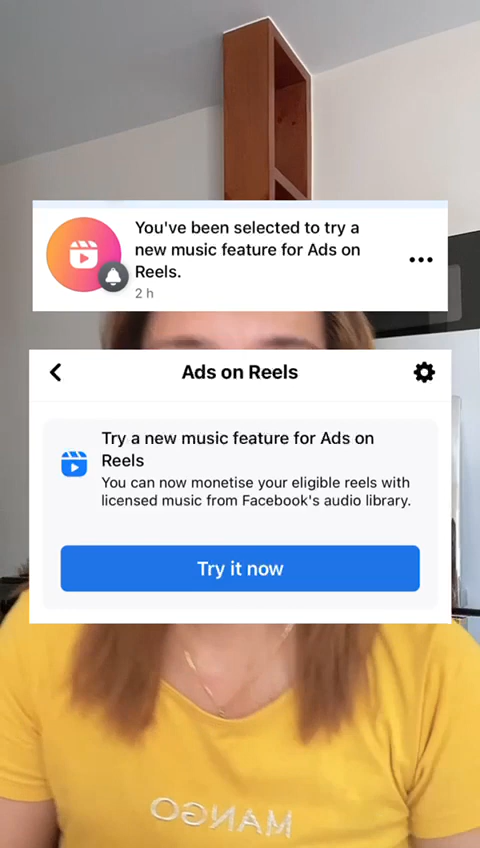 You've been selected to try a
new music feature for Ads on
Reels.
2 h
Ads on Reels
Try a new music feature for Ads on
Reels
You can now monetise your eligible reels with
licensed music from Facebook's audio library.
Try it now
MANGO